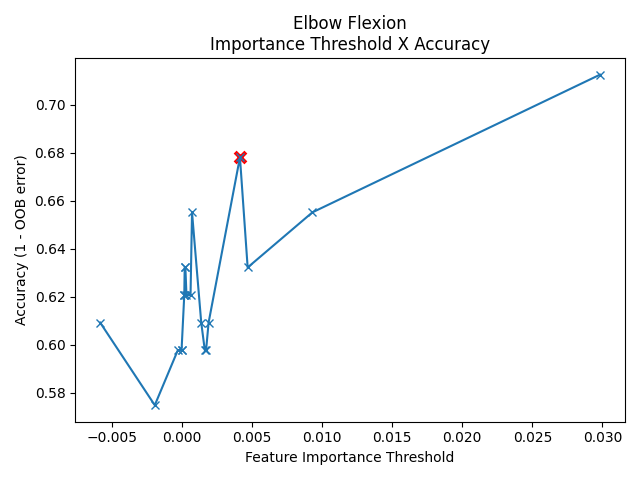 Elbow Flexion
Importance Threshold X Accuracy
Accuracy (1 - OOB error)
0.70
0.68
0.66
0.64
0.62
0.60
0.58
−0.005 0.000 0.005 0.010 0.015 0.020 0.025 0.030
Feature Importance Threshold